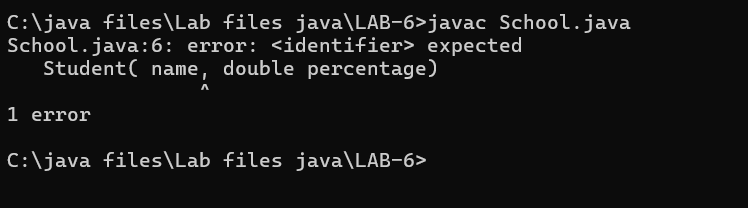 C:\java files\Lab files java\LAB-6>javac School.java
School.java:6: error: <identifier> expected
   Student( name, double percentage)
                ^
1 error
C:\java files\Lab files java\LAB-6>